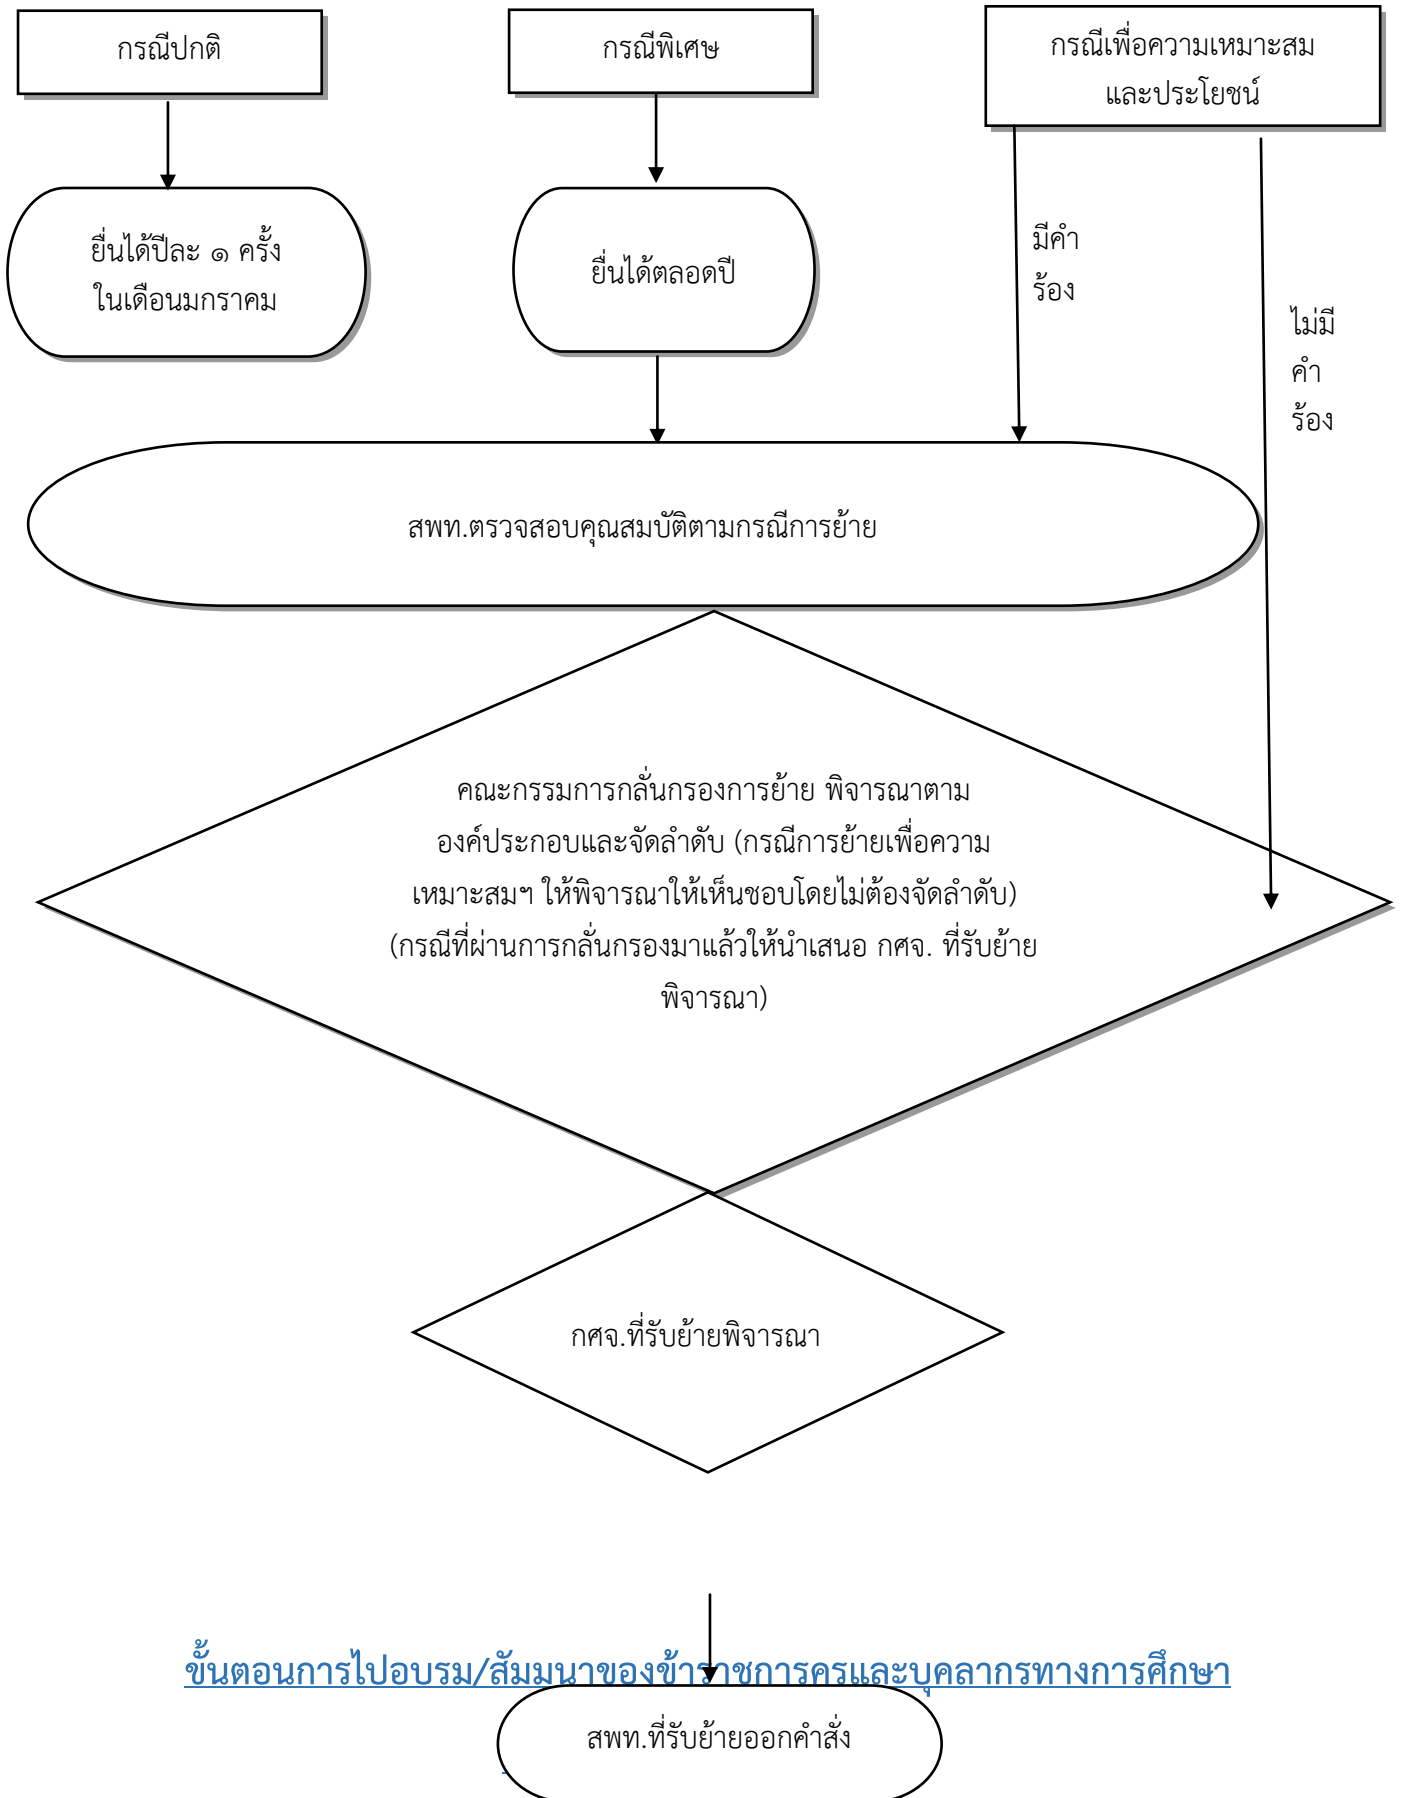 กรณีปกติ
กรณีพิเศษ
กรณีเพื่อความเหมาะสม
และประโยชน์
ยื่นได้ปีละ ๑ ครั้ง
ในเดือนมกราคม
ยื่นได้ตลอดปี
มีคำ
ร้อง
ไม่มี
คำ
ร้อง
สพท.ตรวจสอบคุณสมบัติตามกรณีการย้าย
คณะกรรมการกลั่นกรองการย้าย พิจารณาตาม
องค์ประกอบและจัดลำดับ (กรณีการย้ายเพื่อความ
เหมาะสมฯ ให้พิจารณาให้เห็นชอบโดยไม่ต้องจัดลำดับ)
(กรณีที่ผ่านการกลั่นกรองมาแล้วให้นำเสนอ กศจ. ที่รับย้าย
พิจารณา)
กศจ.ที่รับย้ายพิจารณา
ขั้นตอนการไปอบรม/สัมมนาของข้าราชการครูและบุคลากรทางการศึกษา
สพท.ที่รับย้ายออกคำสั่ง